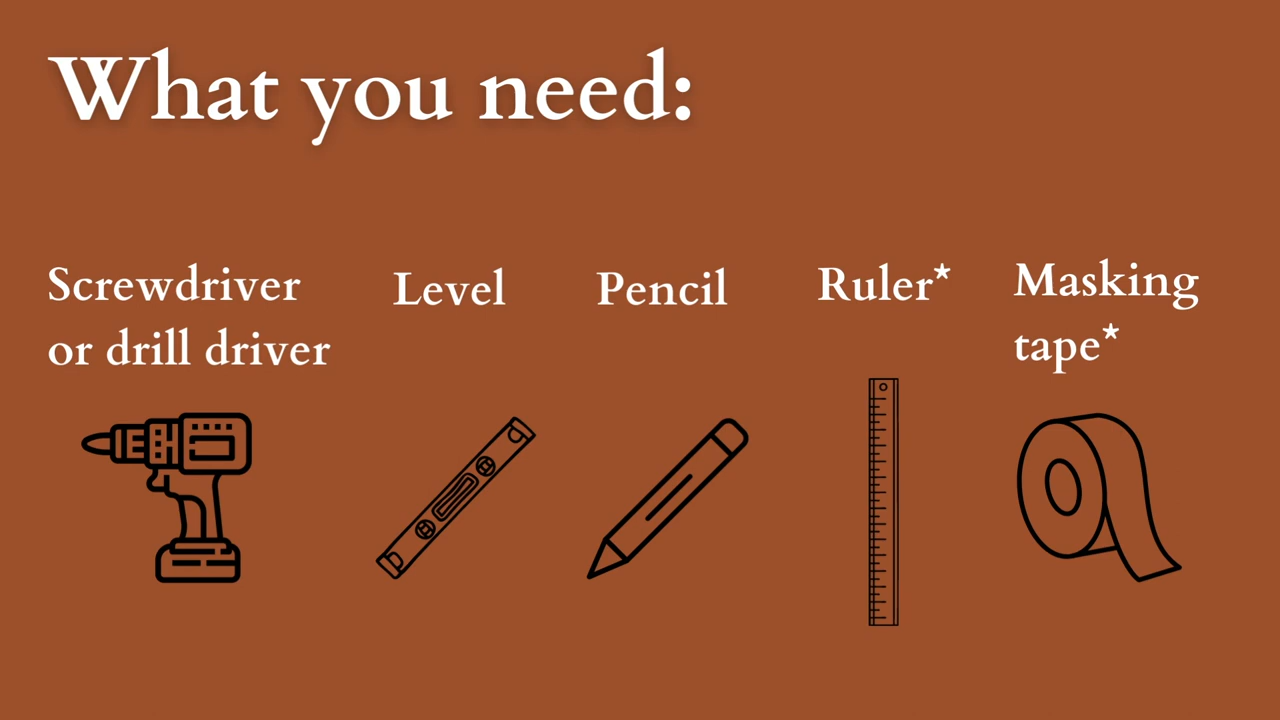 What you need:
Screwdriver
or drill driver
Level
Pencil
Ruler*
Masking
tape*